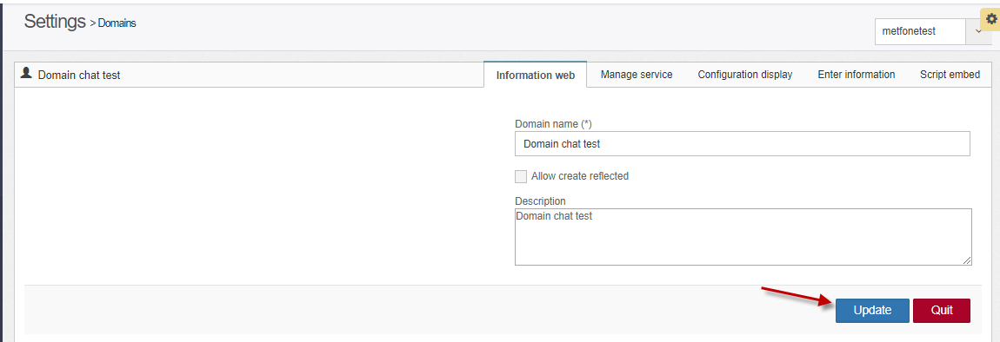 Settings > Domains
metfonetest
Domain chat test
Information web
Manage service
Configuration display
Enter information
Script embed
Domain name (*)
Domain chat test
Allow create reflected
Description
Domain chat test
Update
Quit